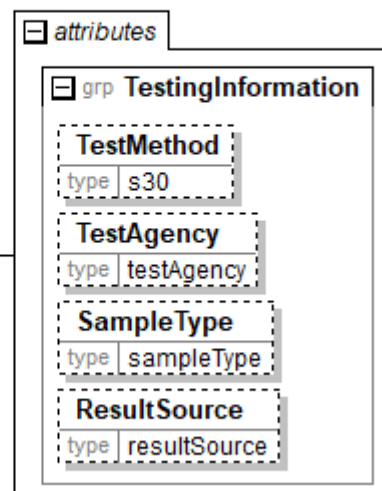 attributes
grp TestingInformation
TestMethod
type s30
TestAgency
type testAgency
SampleType
type sampleType
ResultSource
type resultSource